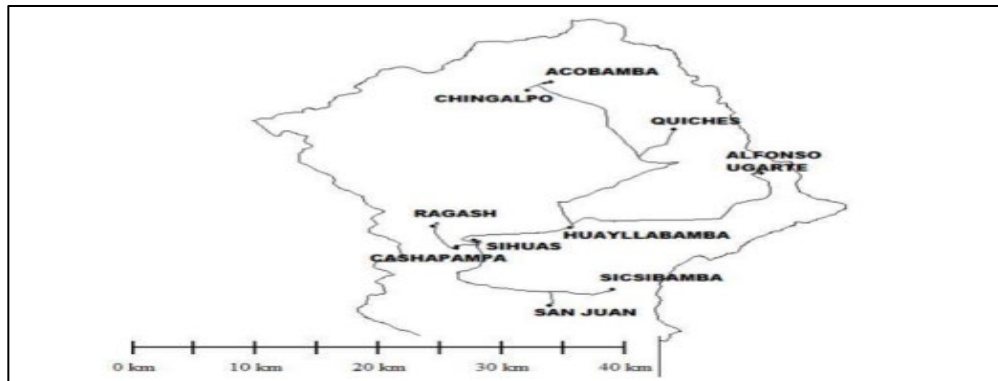 ACOBAMBA
CHINGALPO
QUICHES
ALFONSO
UGARTE
RAGASH
HUAYLLABAMBA
SIHUAS
CASHAPAMPA
SICSIBAMBA
SAN JUAN
0 km 10 km 20 km 30 km 40 km